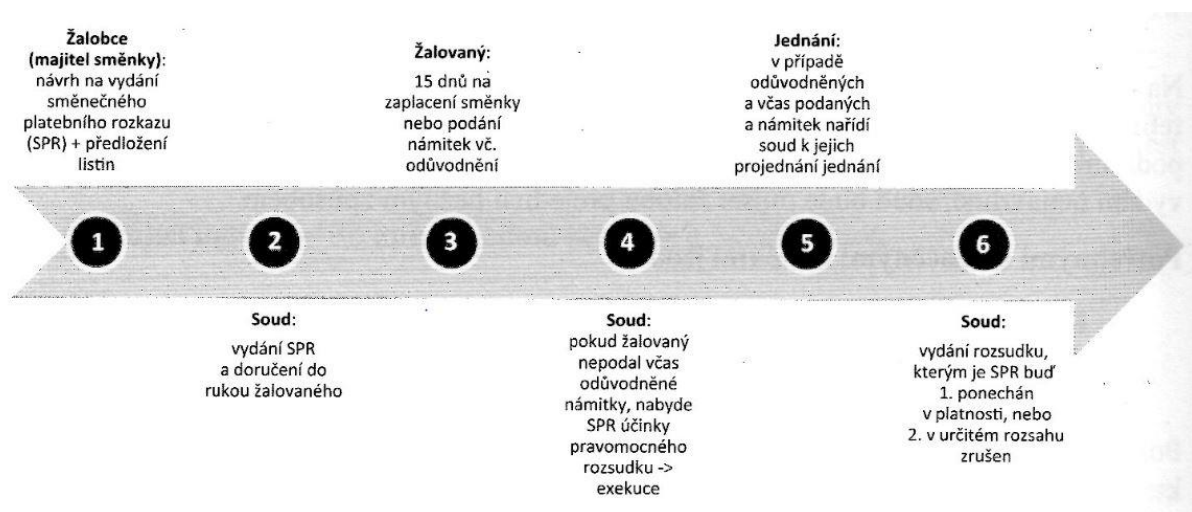 Žalobce
(majitel směnky):
návrh na vydání
směnečného
platebního rozkazu
(SPR) + předložení
listin
Žalovaný:
15 dnů na
zaplacení směnky
nebo podání
námitek vč.
odůvodnění
Jednání:
v případě
odůvodněných
a včas podaných
a námitek nařídí
soud k jejich
projednání jednání
1
2
3
4
5
6
Soud:
vydání SPR
a doručení do
rukou žalovaného
Soud:
pokud žalovaný
nepodal včas
odůvodněné
námitky, nabyde
SPR účinky
pravomocného
rozsudku ->
exekuce
Soud:
vydání rozsudku,
kterým je SPR buď
1. ponechán
v platnosti, nebo
2. v určitém rozsahu
zrušen